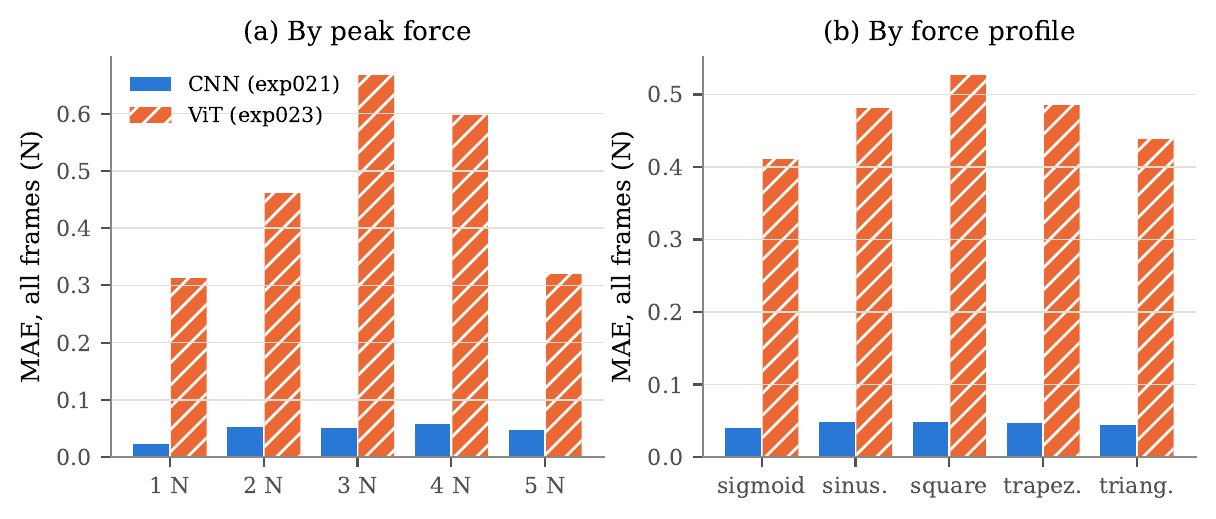 (a) By peak force
CNN (exp021)
ViT (exp023)
MAE, all frames (N)
0.6
0.5
0.4
0.3
0.2
0.1
0.0
1 N 2 N 3 N 4 N 5 N
(b) By force profile
MAE, all frames (N)
0.5
0.4
0.3
0.2
0.1
0.0
sigmoid sinus. square trapez. triang.